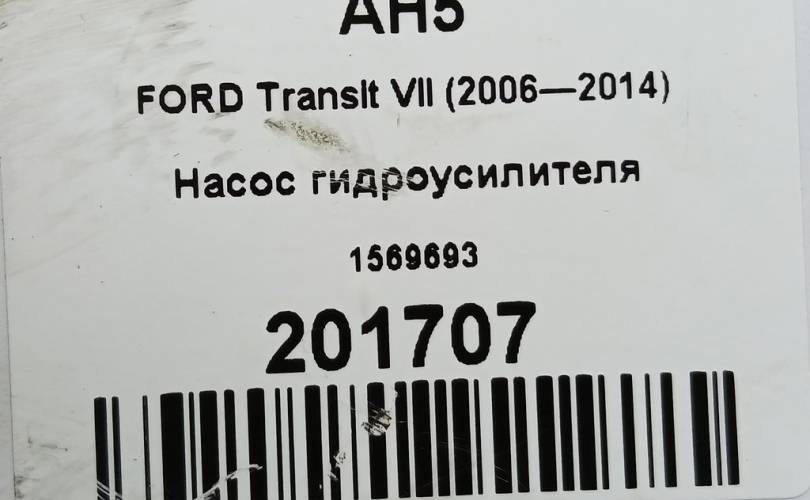 AH5
FORD Transit VII (2006—2014)
Насос гидроусилителя
1569693
201707